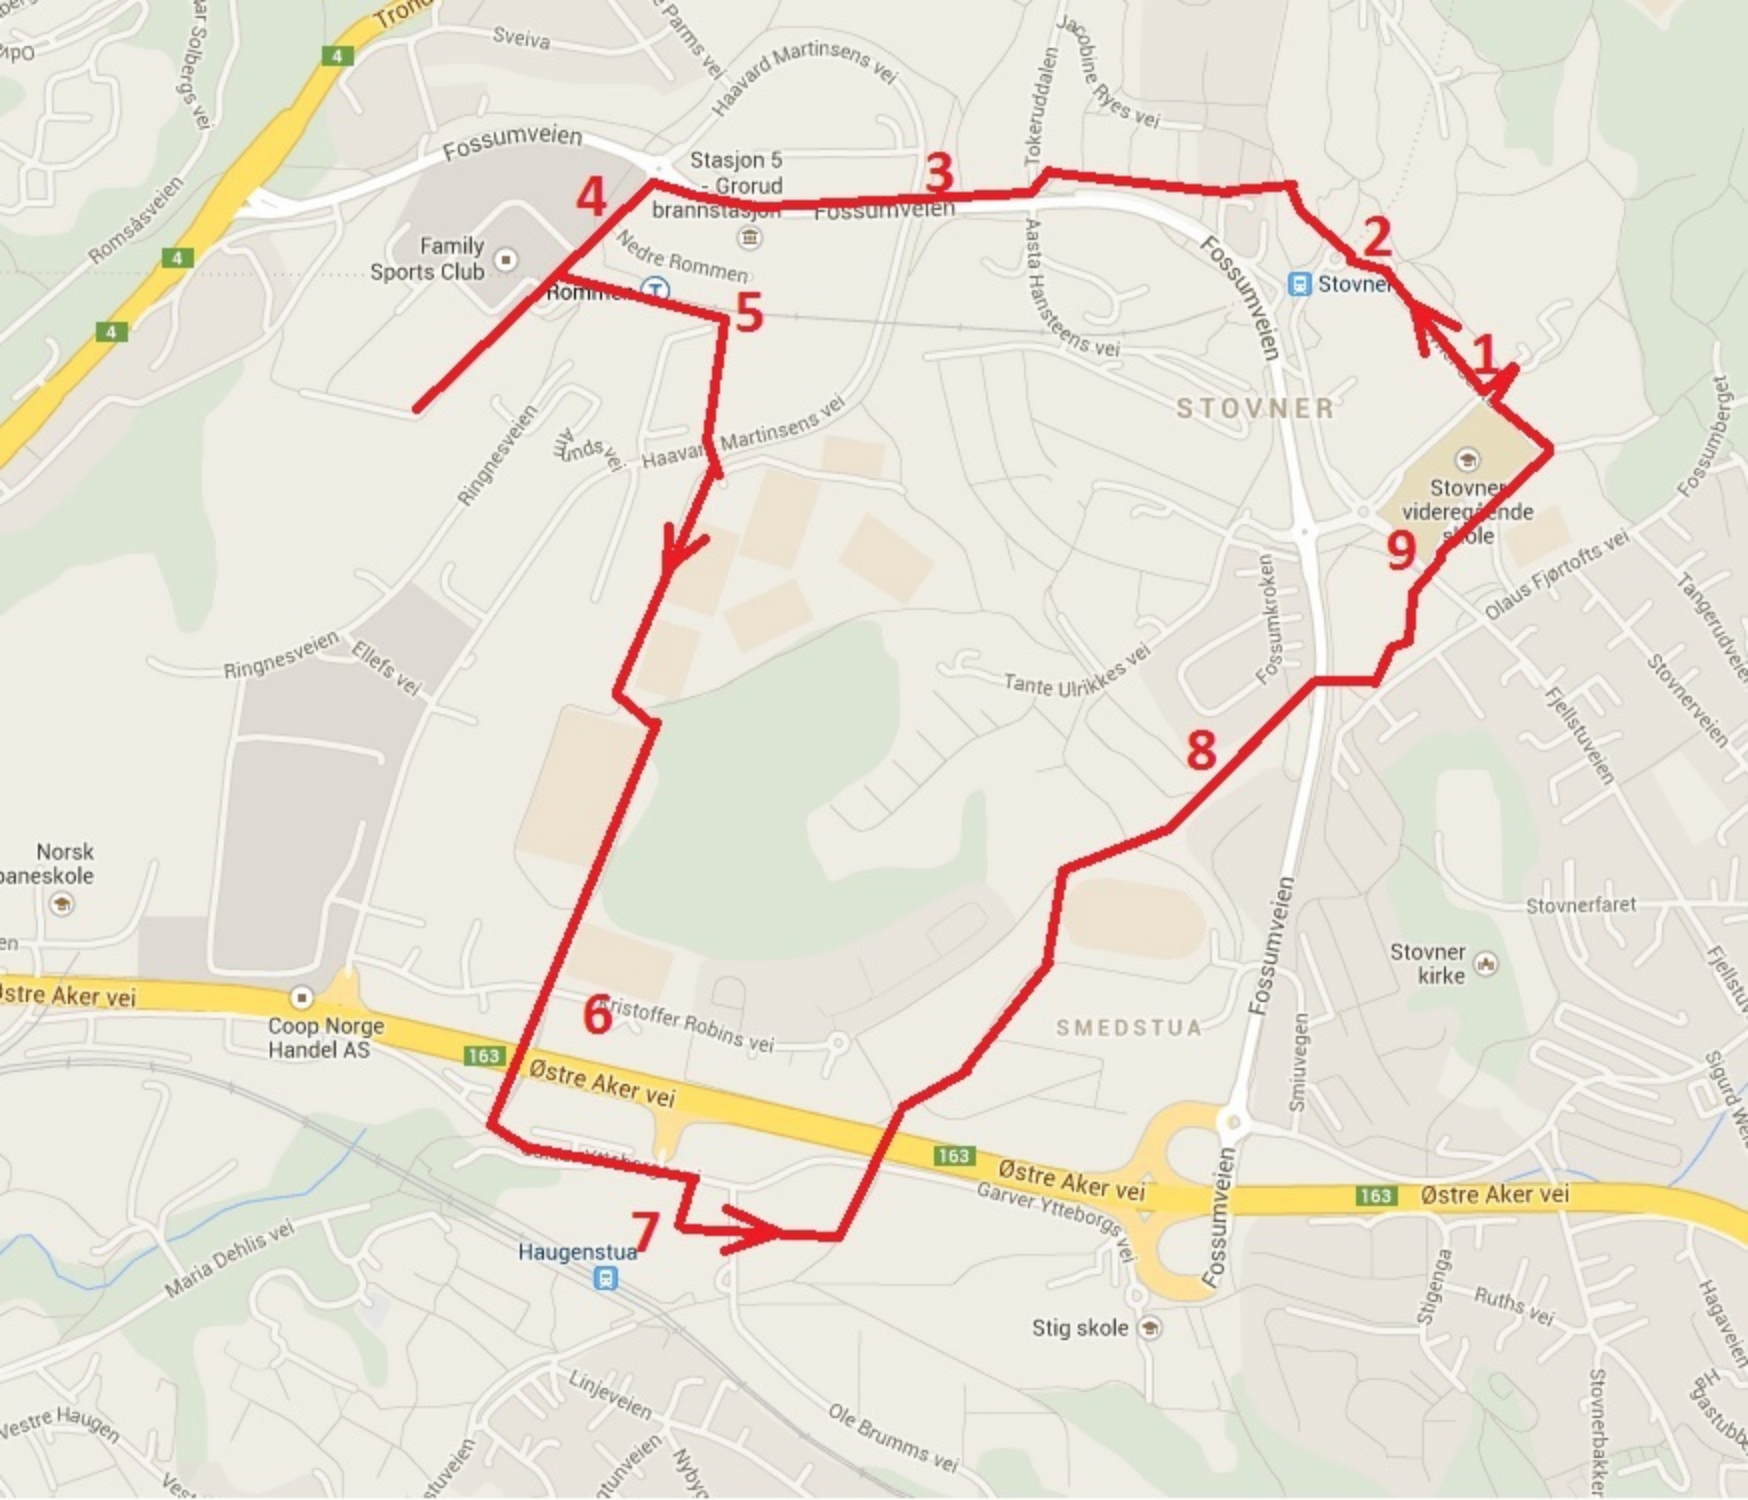 Sveiva
4
Haavard Martinsens vei
Jacobine Ryes vei
Tokeruddalen
Fossumveien
Stasjon 5
- Grorud
brannstasjon
3
4
Fossumveien
Romsåsveien
4
Family
Sports Club
Nedre Rommen
Aasta Hansteens vei
Fossumveien
2
Stovner
5
4
1
STOVNER
Fossumberget
Ringnesveien
Haavard Martinsens vei
Stovner
videregående
skole
9
Olaus Fjørtofts vei
Fossumkroken
Tangerudveien
Ringnesveien
Ellefs vei
Tante Ulrikkes vei
Stovnerveien
Fjellstuveien
8
Norsk
Stovnerfaret
Fossumveien
Stovner
kirke
Østre Aker vei
6
Kristoffer Robins vei
SMEDSTUA
Coop Norge
Handel AS
163
Østre Aker vei
Smiuvegen
163
Østre Aker vei
163
Østre Aker vei
Garver Ytteborgs vei
Fossumveien
7
Haugenstua
Maria Dehlis vei
Stig skole
Stigenga
Ruths vei
Hagaveien
Linjeveien
Vestre Haugen
Ole Brumms vei